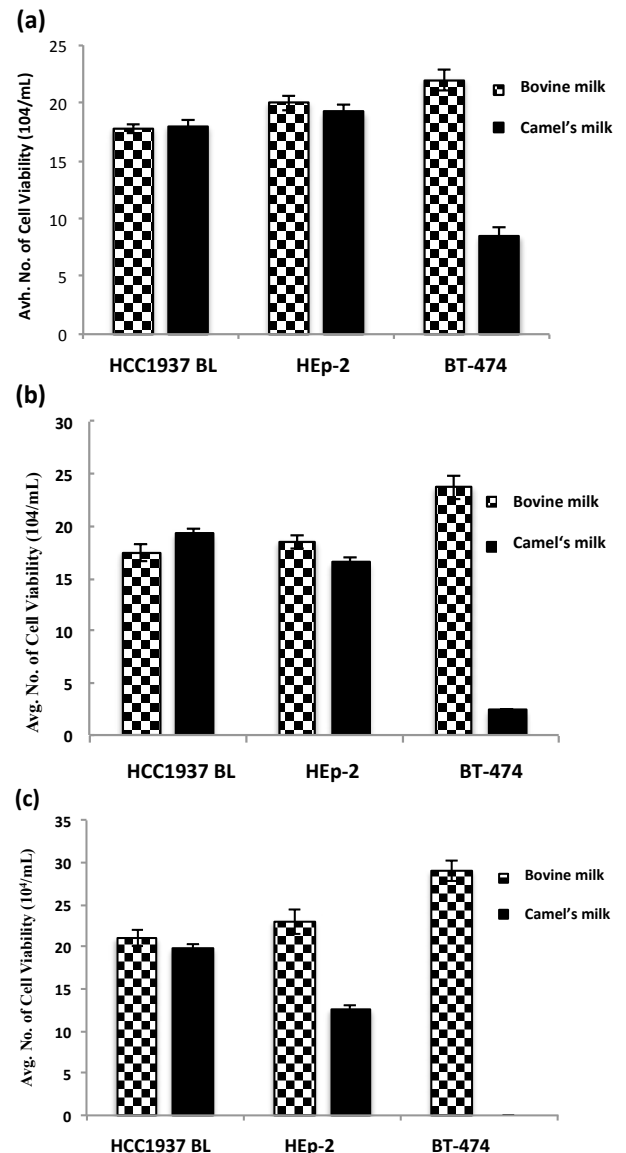 (a)
Avh. No. of Cell Viability (104/mL)
25
20
15
10
5
0
Bovine milk
Camel’s milk
HCC1937 BL HEp-2 BT-474
(b)
Avg. No. of Cell Viability (104/mL)
30
25
20
15
10
5
0
Bovine milk
Camel‘s milk
HCC1937 BL HEp-2 BT-474
(c)
Avg. No. of Cell Viability (10⁴/mL)
35
30
25
20
15
10
5
0
Bovine milk
Camel’s milk
HCC1937 BL HEp-2 BT-474